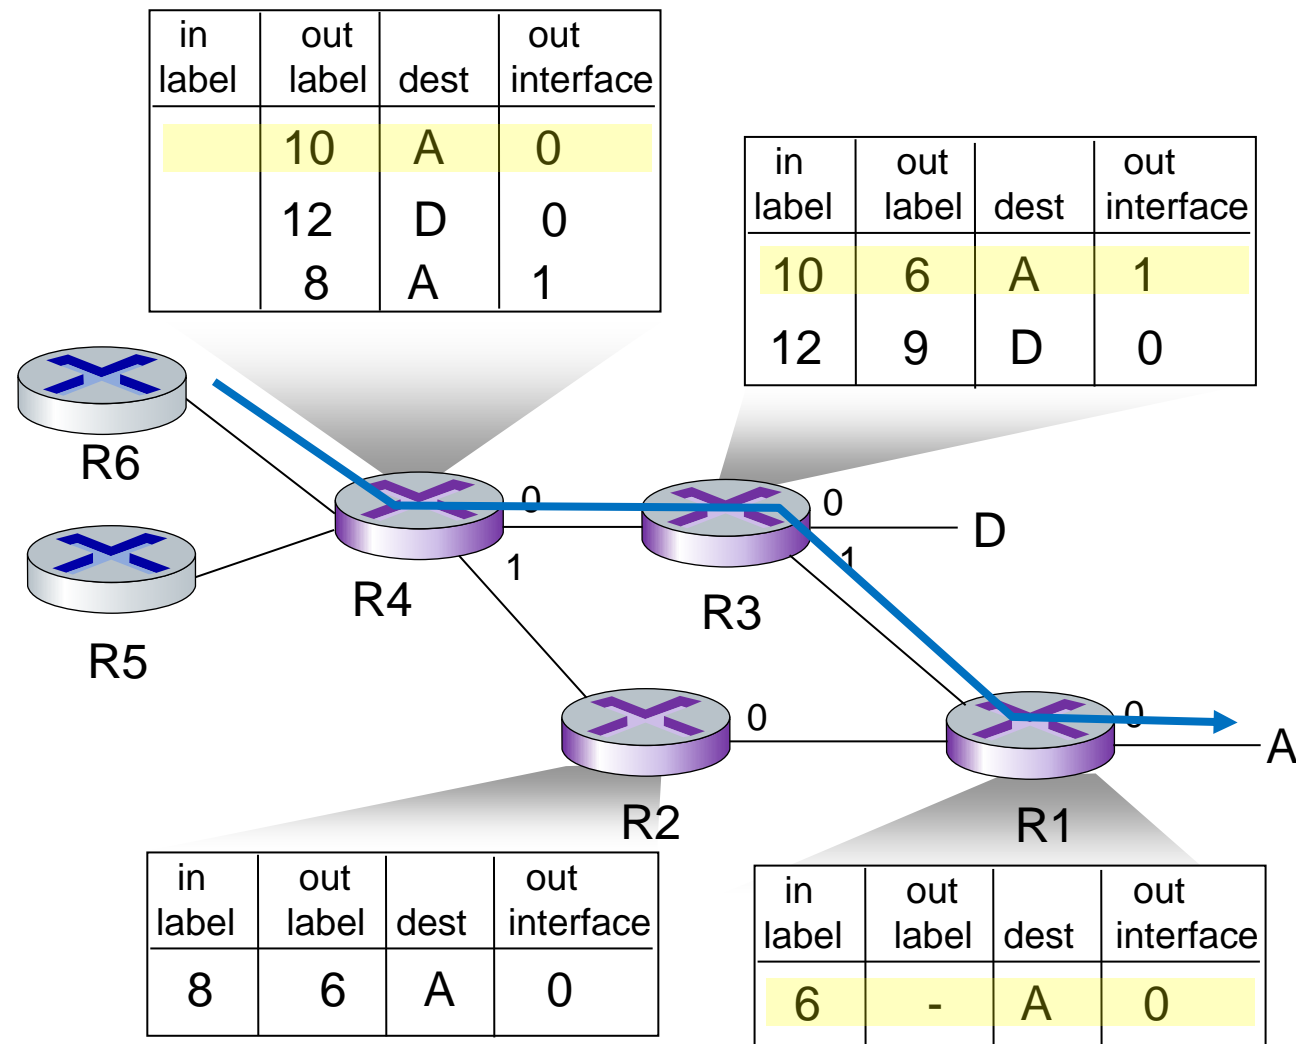 in out out
label label dest interface
10 A 0
12 D 0
8 A 1
in out out
label label dest interface
10 6 A 1
12 9 D 0
R6
0
0
D
1
1
R4
R3
R5
0
0
A
R2
R1
in out out
label label dest interface
8 6 A 0
in out out
label label dest interface
6 - A 0